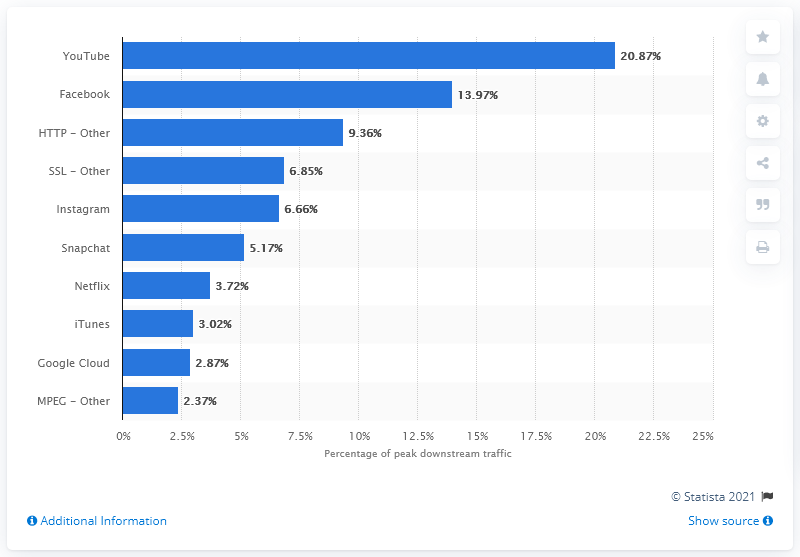 YouTube 20.87%
Facebook 13.97%
HTTP - Other 9.36%
SSL - Other 6.85%
Instagram 6.66%
Snapchat 5.17%
Netflix 3.72%
iTunes 3.02%
Google Cloud 2.87%
MPEG - Other 2.37%
0% 2.5% 5% 7.5% 10% 12.5% 15% 17.5% 20% 22.5% 25%
Percentage of peak downstream traffic
© Statista 2021
Additional Information Show source